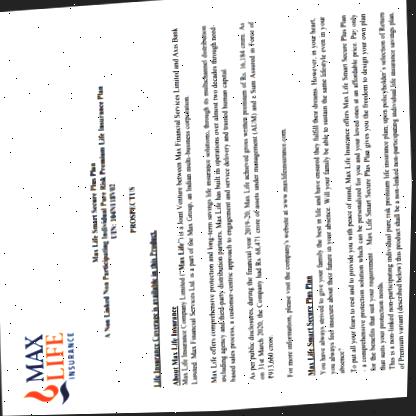 MAX
LIFE
INSURANCE
Max Life Smart Secure Plus Plan
A Non Linked Non Participating Individual Pure Risk Premium Life Insurance Plan
UIN: 104N118V02
PROSPECTUS
Life Insurance Coverage is available in this Product.
About Max Life Insurance
Max Life Insurance Company Limited ("Max Life") is a Joint Venture between Max Financial Services Limited and Axis Bank
Limited. Max Financial Services Ltd. is a part of the Max Group, an Indian multi-business corporation.
Max Life offers comprehensive protection and long-term savings life insurance solutions, through its multichannel distribution
including agency and third-party distribution partners. Max Life has built its operations over almost two decades through need-
based sales process, a customer-centric approach to engagement and service delivery and trained human capital.
As per public disclosures, during the financial year 2019-20, Max Life achieved gross written premium of Rs. 16,184 crore. As
on 31st March 2020, the Company had Rs. 68,471 crore of assets under management (AUM) and a Sum Assured in Force of
₹913,660 crore.
For more information, please visit the company's website at www.maxlifeinsurance.com.
Max Life Smart Secure Plus Plan
You have always strived to give your family the best in life and have ensured they fulfill their dreams. However, in your heart,
you always feel insecure about their future in your absence. Will your family be able to sustain the same lifestyle even in your
absence?
To put all your fears to rest and to provide you with peace of mind, Max Life Insurance offers Max Life Smart Secure Plus Plan
- a comprehensive protection solution which can be personalized for you and your loved ones at an affordable price. Pay only
for the benefits that suit your requirement. Max Life Smart Secure Plus Plan gives you the freedom to design your own plan
that suits your protection needs.
This is a non-linked non-participating individual pure risk premium life insurance plan, upon policyholder's selection of Return
of Premium variant (described below) this product shall be a non-linked non-participating individual life insurance savings plan.